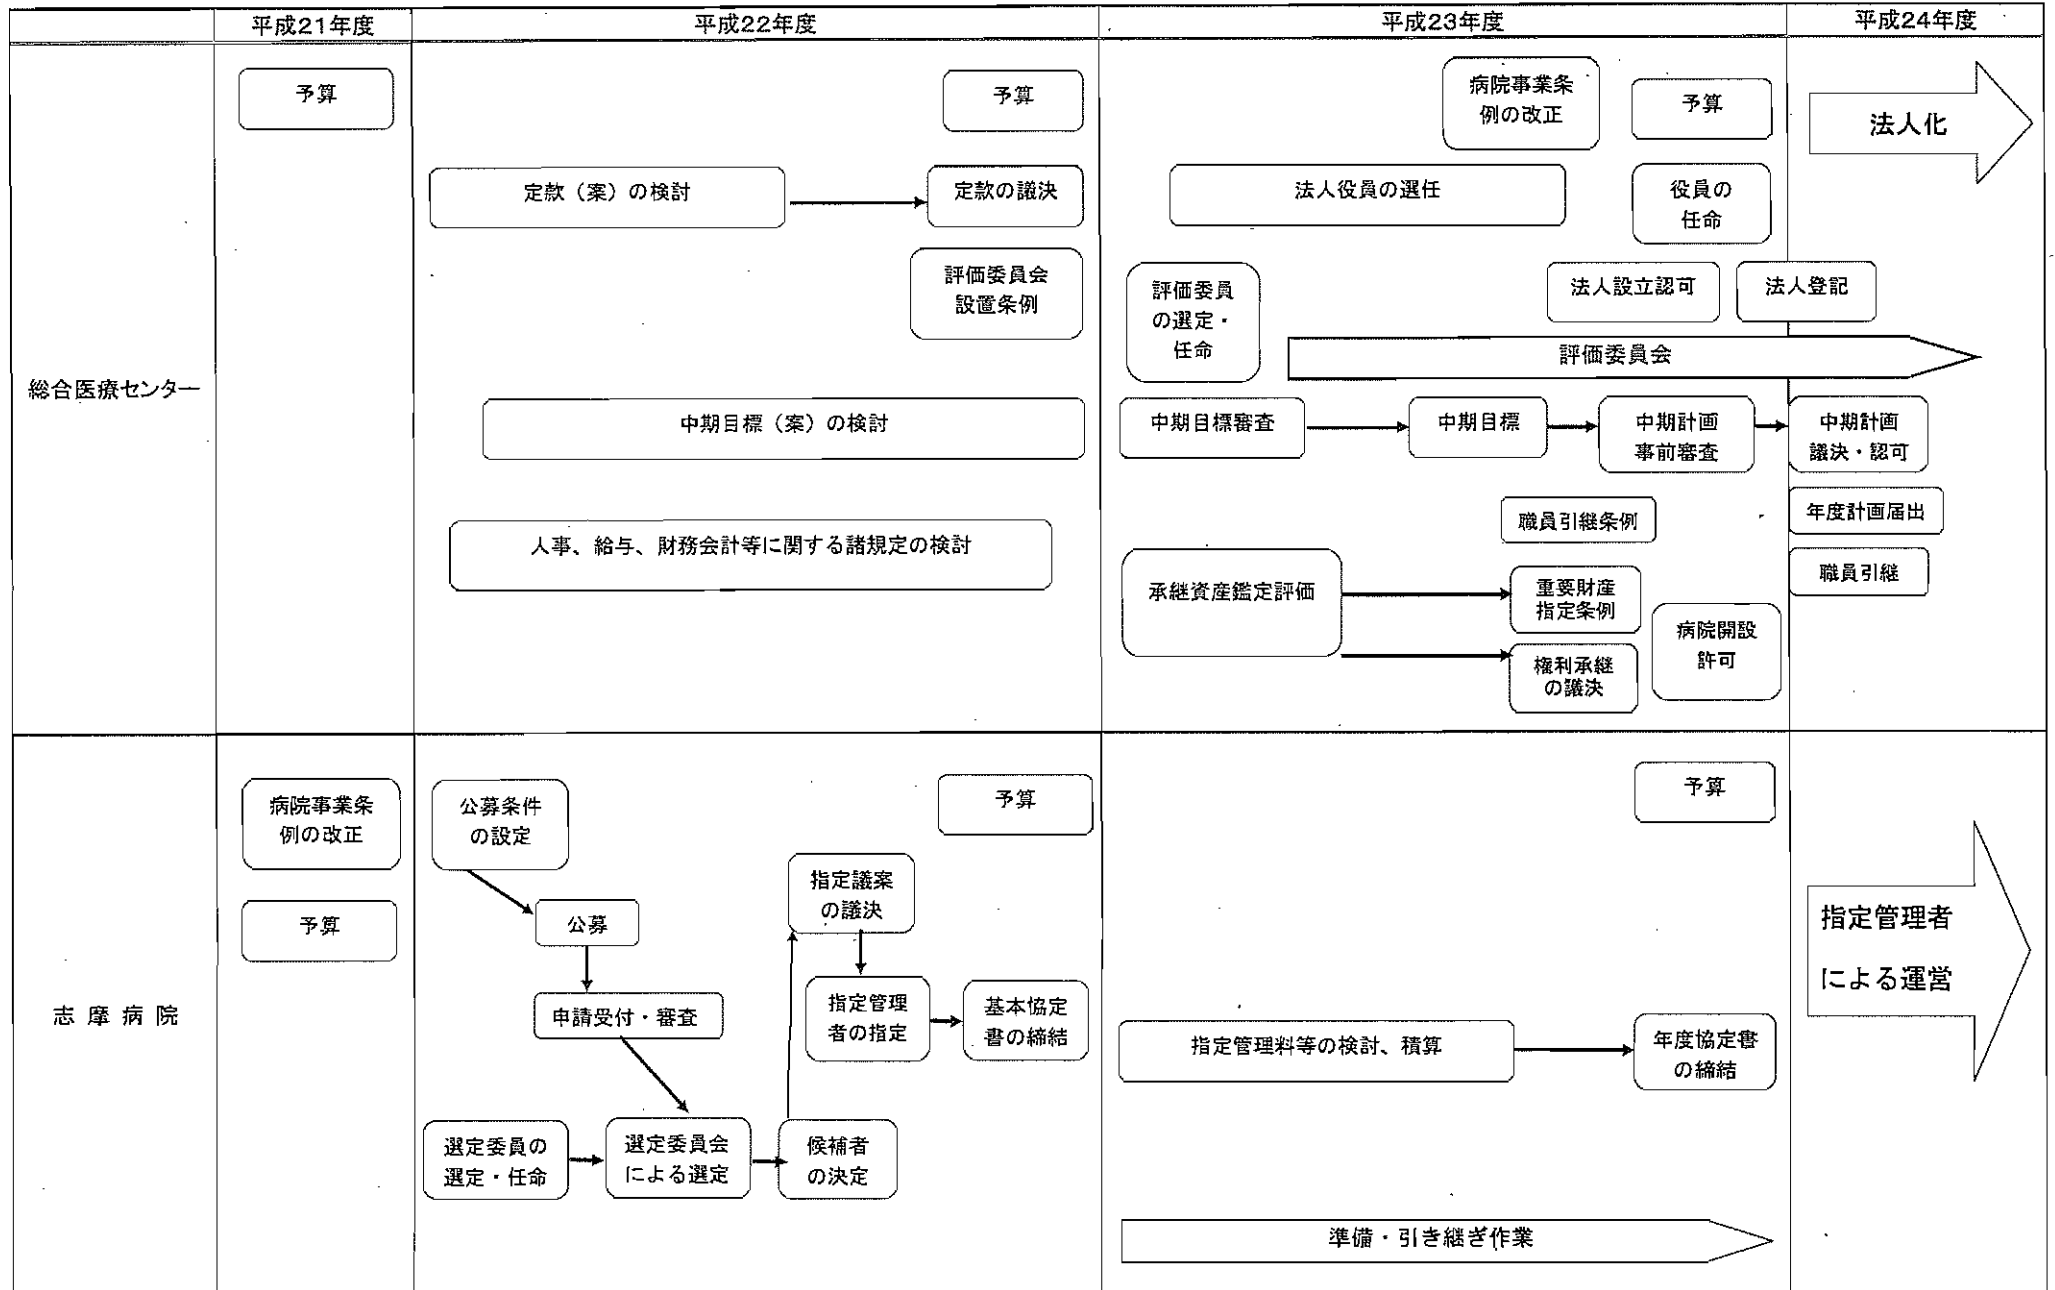 平成21年度
平成22年度
平成23年度
平成24年度
総合医療センター
予算
予算
病院事業条
例の改正
予算
法人化
定款（案）の検討
定款の議決
法人役員の選任
役員の
任命
評価委員会
設置条例
評価委員
の選定・
任命
法人設立認可
法人登記
評価委員会
中期目標（案）の検討
中期目標審査
中期目標
中期計画
事前審査
中期計画
議決・認可
職員引継条例
年度計画届出
人事、給与、財務会計等に関する諸規定の検討
職員引継
承継資産鑑定評価
重要財産
指定条例
病院開設
許可
権利承継
の議決
志摩病院
病院事業条
例の改正
予算
公募条件
の設定
予算
予算
公募
指定議案
の議決
申請受付・審査
指定管理
者の指定
基本協定
書の締結
選定委員の
選定・任命
選定委員会
による選定
候補者
の決定
指定管理料等の検討、積算
年度協定書
の締結
指定管理者
による運営
準備・引き継ぎ作業